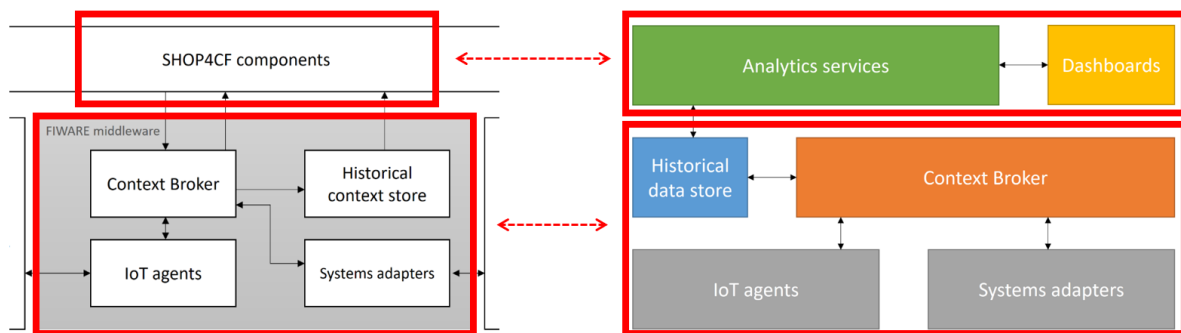 SHOP4CF components
FIWARE middleware
Context Broker
Historical
context store
IoT agents
Systems adapters
Analytics services
Dashboards
Historical
data store
Context Broker
IoT agents
Systems adapters